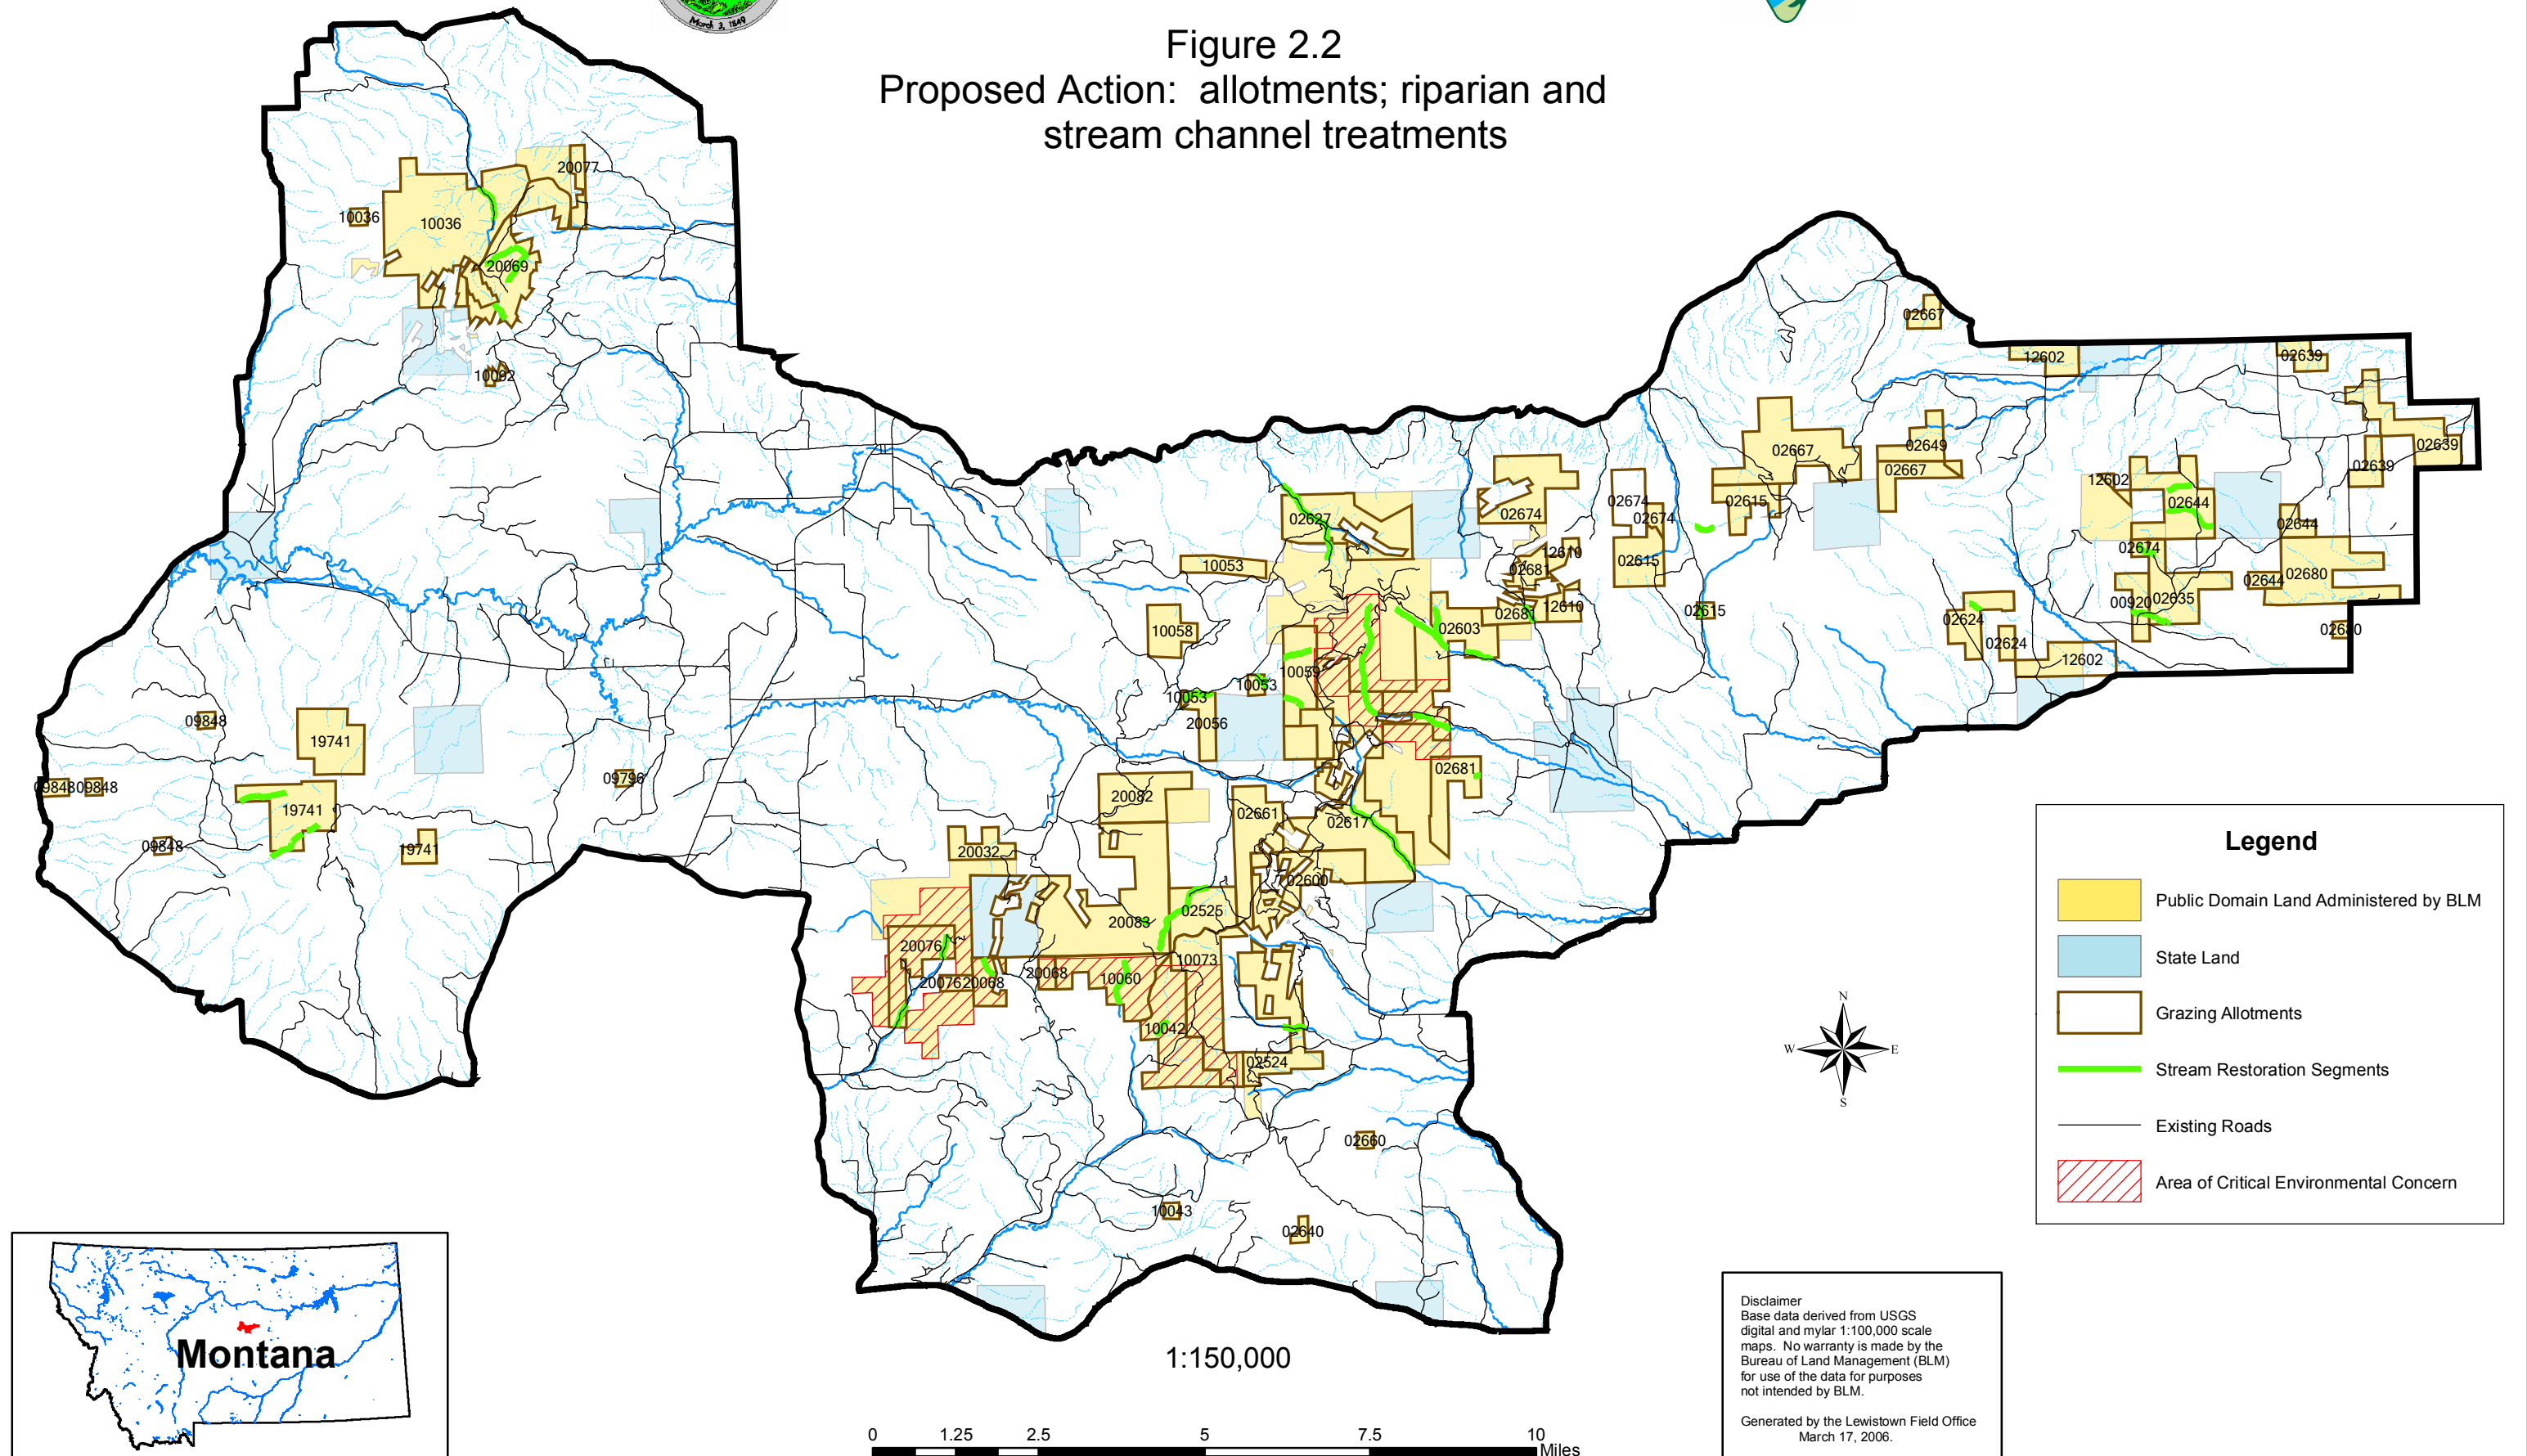 March 3, 1849
Figure 2.2
Proposed Action: allotments; riparian and
stream channel treatments
20077
10036
10036
20069
10092
02667
12602
02639
02639
02639
02667
02649
02667
02615
02674
02674
02674
02627
12602
02644
02644
02674
02644
02680
00920
02635
02680
10053
12610
02681
02615
12610
02681
02615
02603
10058
02624
02624
12602
10059
10053
10053
20056
09848
19741
09848
09848
19741
09848
19741
09796
20082
02661
02617
02681
20032
02600
20083
02525
20076
10073
20076
20068
20068
10060
10042
02524
02660
10043
02640
Legend
Public Domain Land Administered by BLM
State Land
Grazing Allotments
Stream Restoration Segments
Existing Roads
Area of Critical Environmental Concern
N
W
E
S
Montana
1:150,000
0 1.25 2.5 5 7.5 10
Miles
Disclaimer
Base data derived from USGS
digital and mylar 1:100,000 scale
maps. No warranty is made by the
Bureau of Land Management (BLM)
for use of the data for purposes
not intended by BLM.
Generated by the Lewistown Field Office
March 17, 2006.